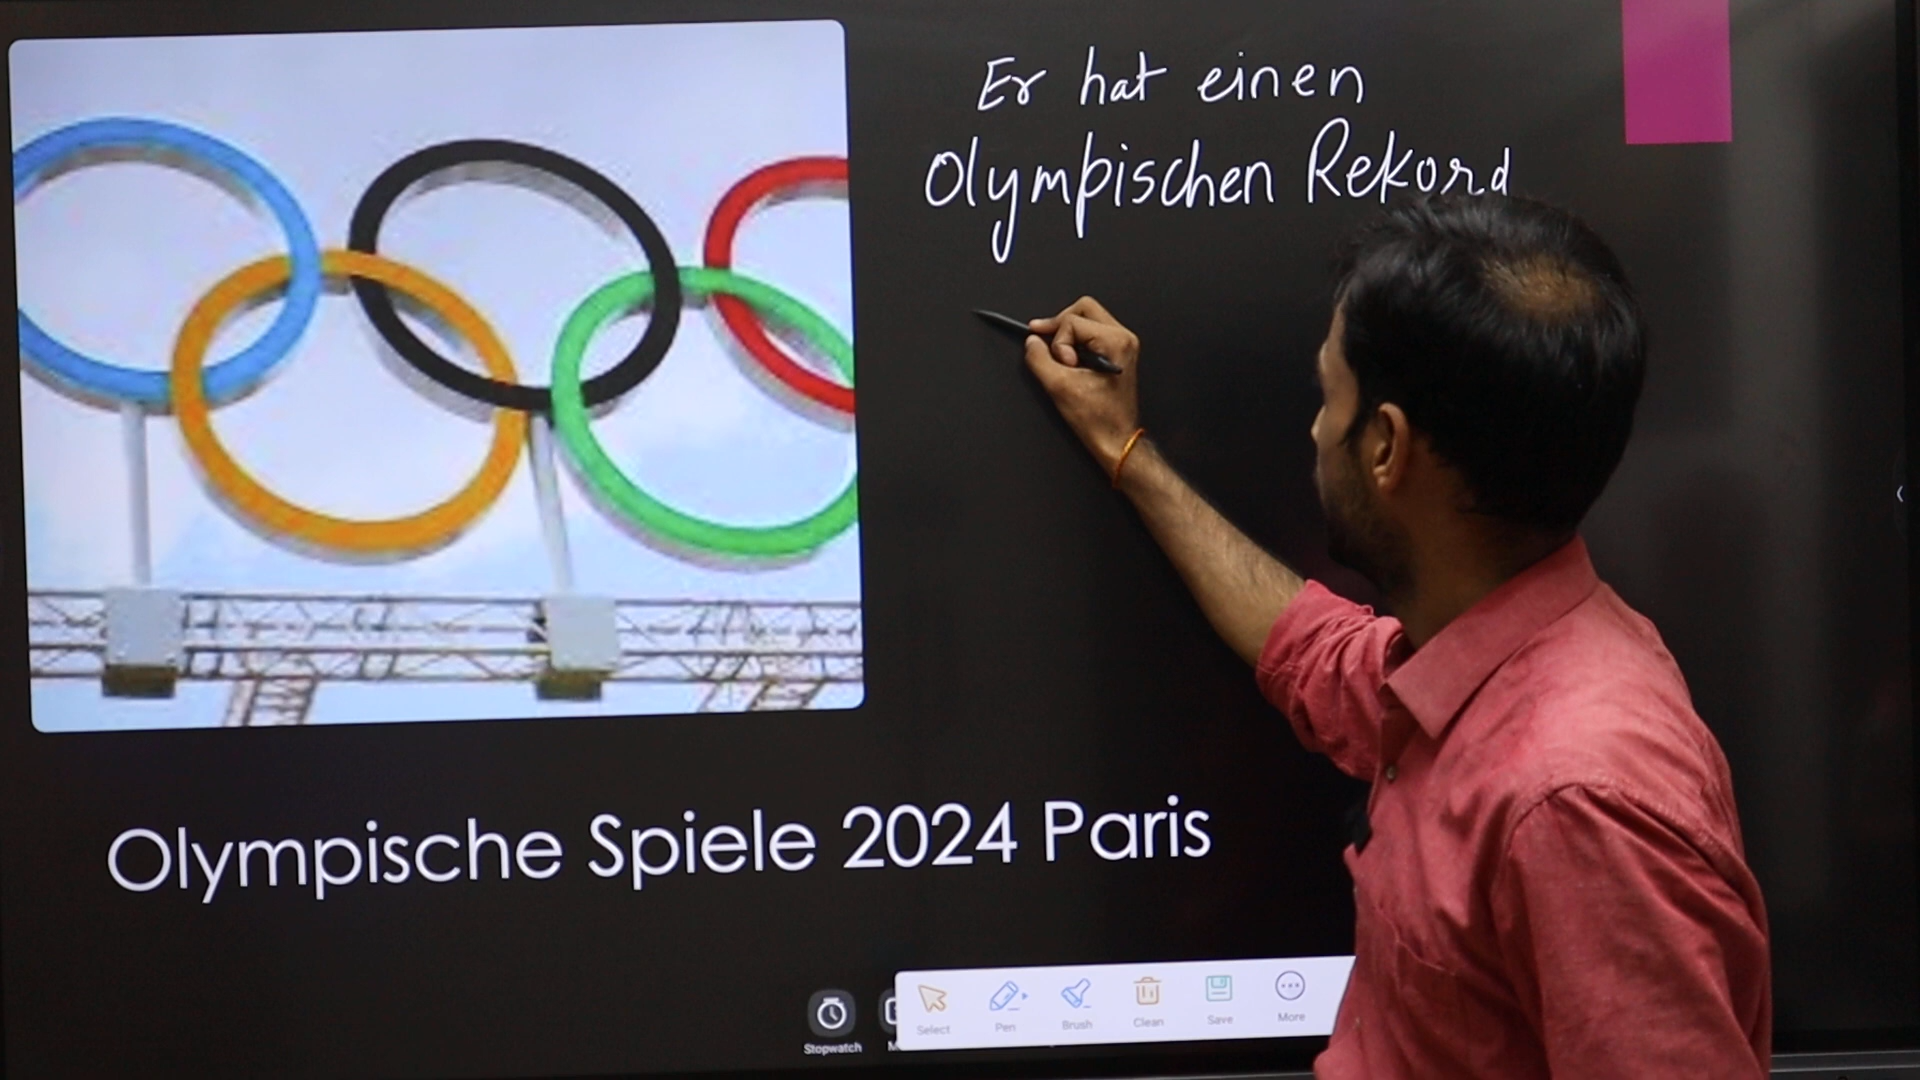 Er hat einen
Olympischen Rekord
Olympische Spiele 2024 Paris
Stopwatch
Select
Pen
Brush
Clean
Save
More